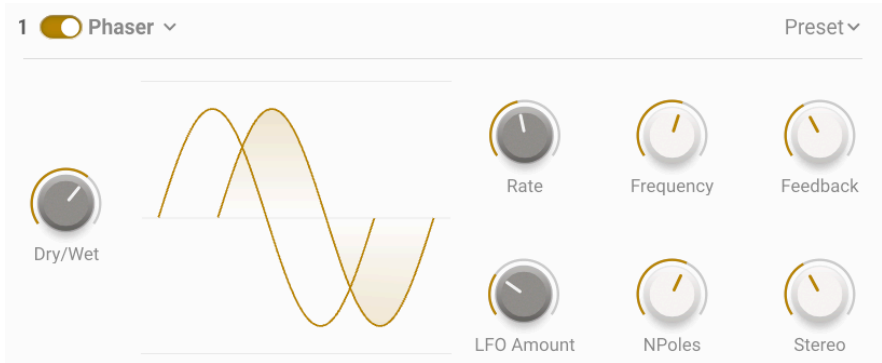 1 Phaser
Preset
Rate
Frequency
Feedback
Dry/Wet
LFO Amount
NPoles
Stereo